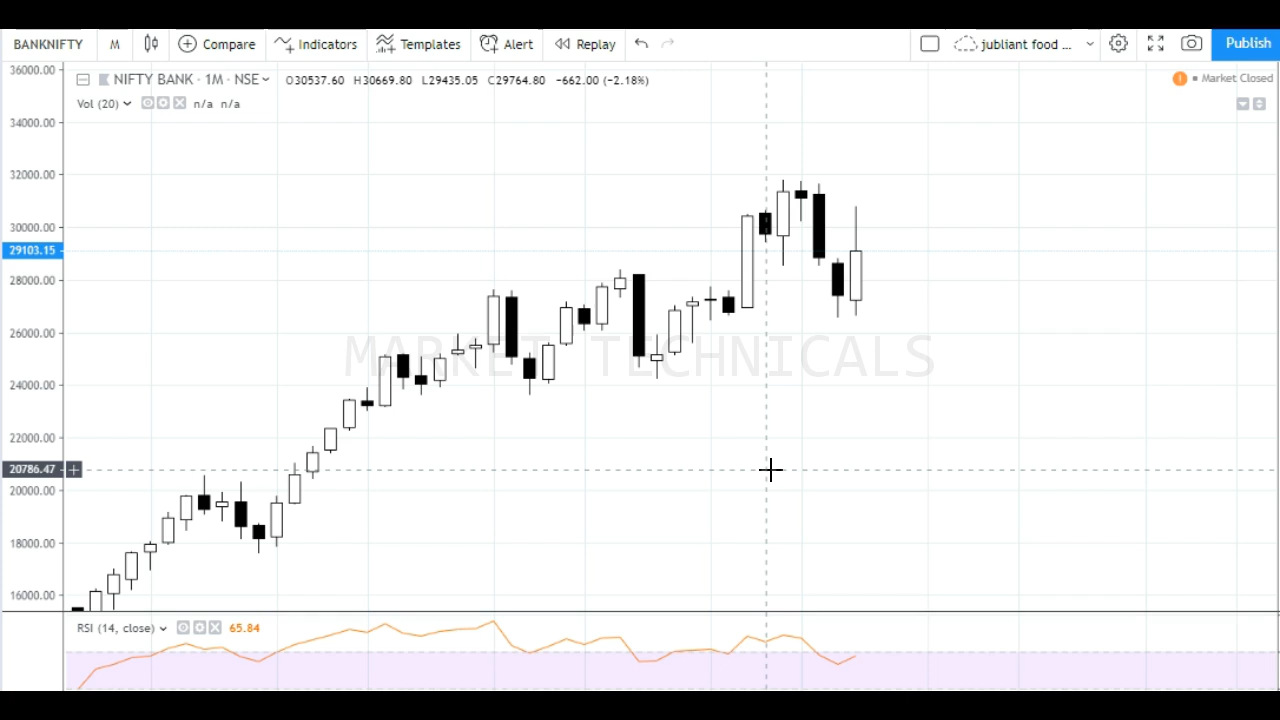 BANKNIFTY M Compare Indicators Templates Alert Replay jubliant food ... Publish
NIFTY BANK · 1M · NSE O30537.60 H30669.80 L29435.05 C29764.80 -662.00 (-2.18%) Market Closed
Vol (20) n/a n/a
36000.00
34000.00
32000.00
30000.00
29103.15
28000.00
26000.00
MARKET TECHNICALS
24000.00
22000.00
20786.47
20000.00
18000.00
16000.00
RSI (14, close) 65.84